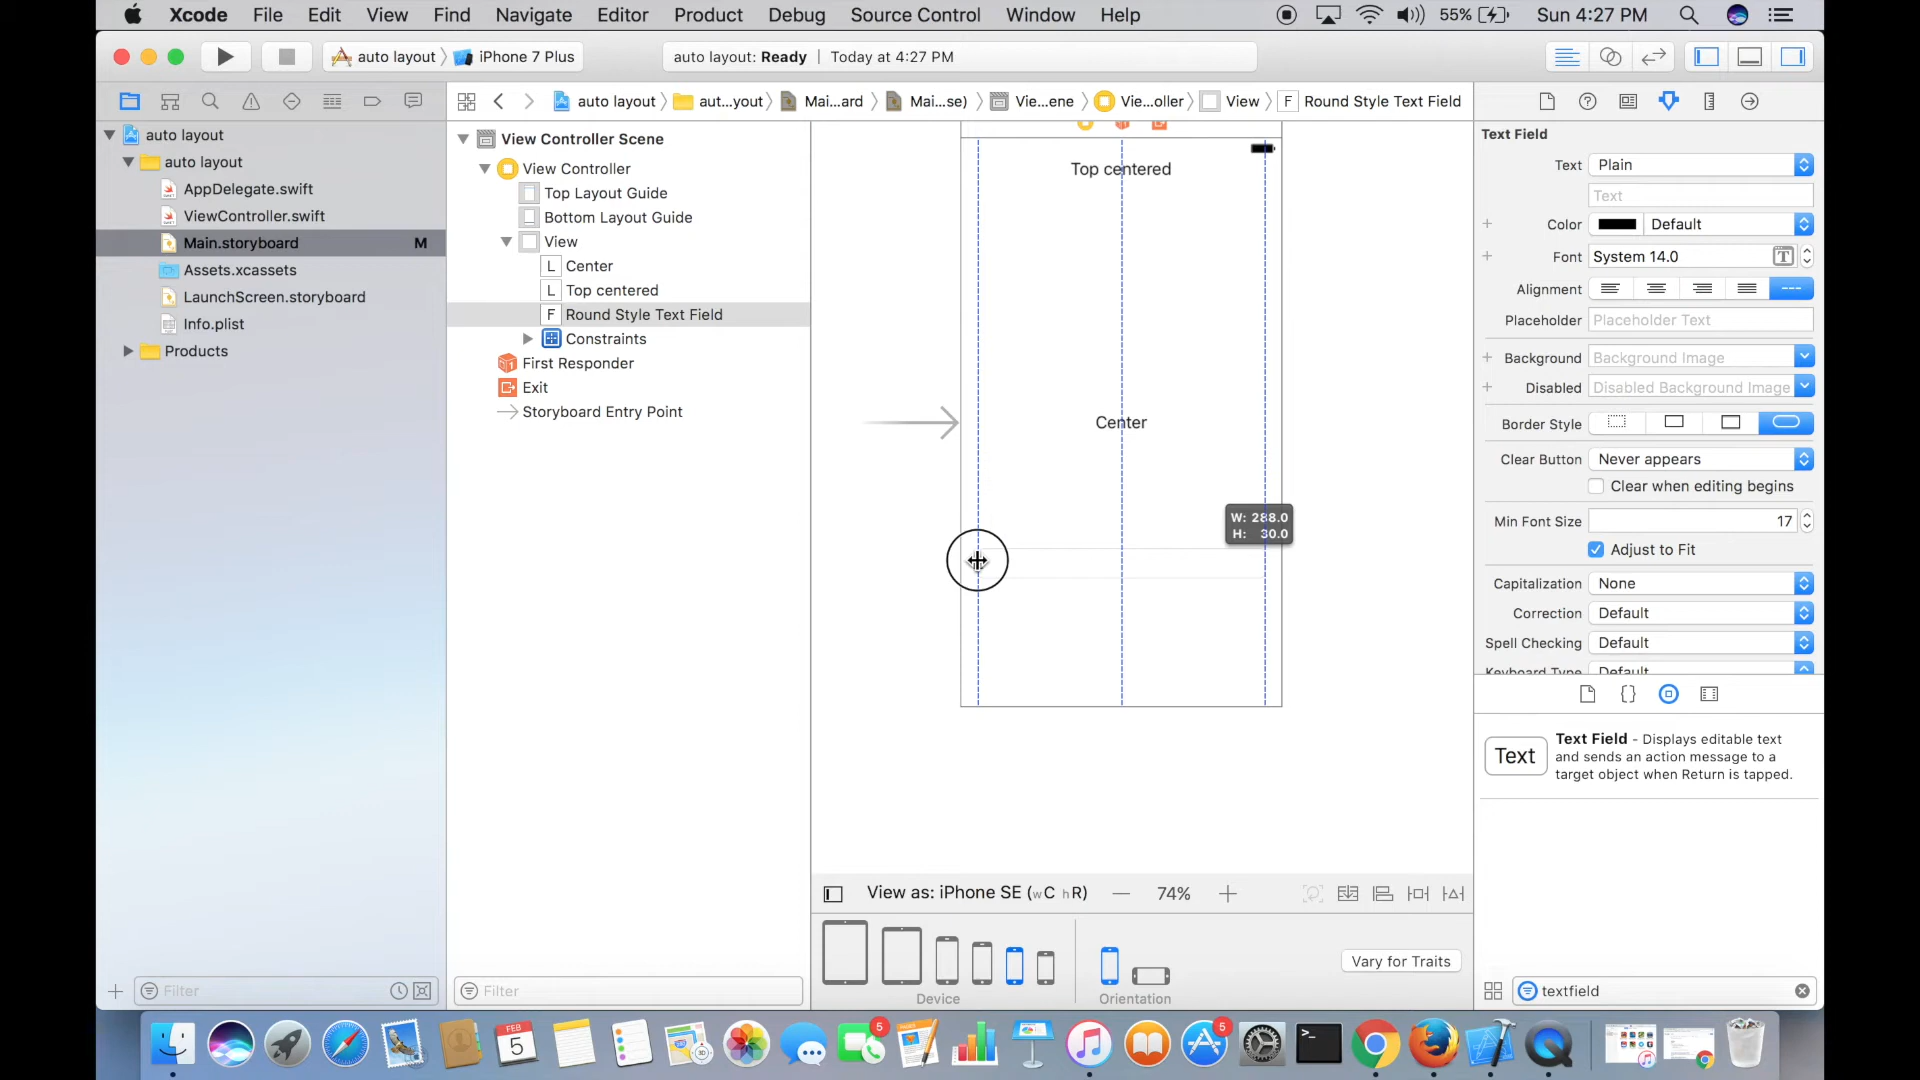 Xcode File Edit View Find Navigate Editor Product Debug Source Control Window Help 55% Sun 4:27 PM
auto layout iPhone 7 Plus auto layout: Ready Today at 4:27 PM
auto layout aut...yout Mai...ard Mai...se) Vie...ene Vie...oller View F Round Style Text Field
auto layout
auto layout
AppDelegate.swift
ViewController.swift
Main.storyboard M
Assets.xcassets
LaunchScreen.storyboard
Info.plist
Products
Filter
View Controller Scene
View Controller
Top Layout Guide
Bottom Layout Guide
View
L Center
L Top centered
F Round Style Text Field
Constraints
First Responder
Exit
Storyboard Entry Point
Filter
Top centered
Center
W: 288.0
H: 30.0
View as: iPhone SE (wC hR) 74%
Device
Orientation
Vary for Traits
Text Field
Text Plain
Text
Color Default
Font System 14.0 T
Alignment
Placeholder Placeholder Text
Background Background Image
Disabled Disabled Background Image
Border Style
Clear Button Never appears
Clear when editing begins
Min Font Size 17
Adjust to Fit
Capitalization None
Correction Default
Spell Checking Default
Keyboard Type Default
Text
Text Field - Displays editable text
and sends an action message to a
target object when Return is tapped.
textfield
FEB
5
5
5